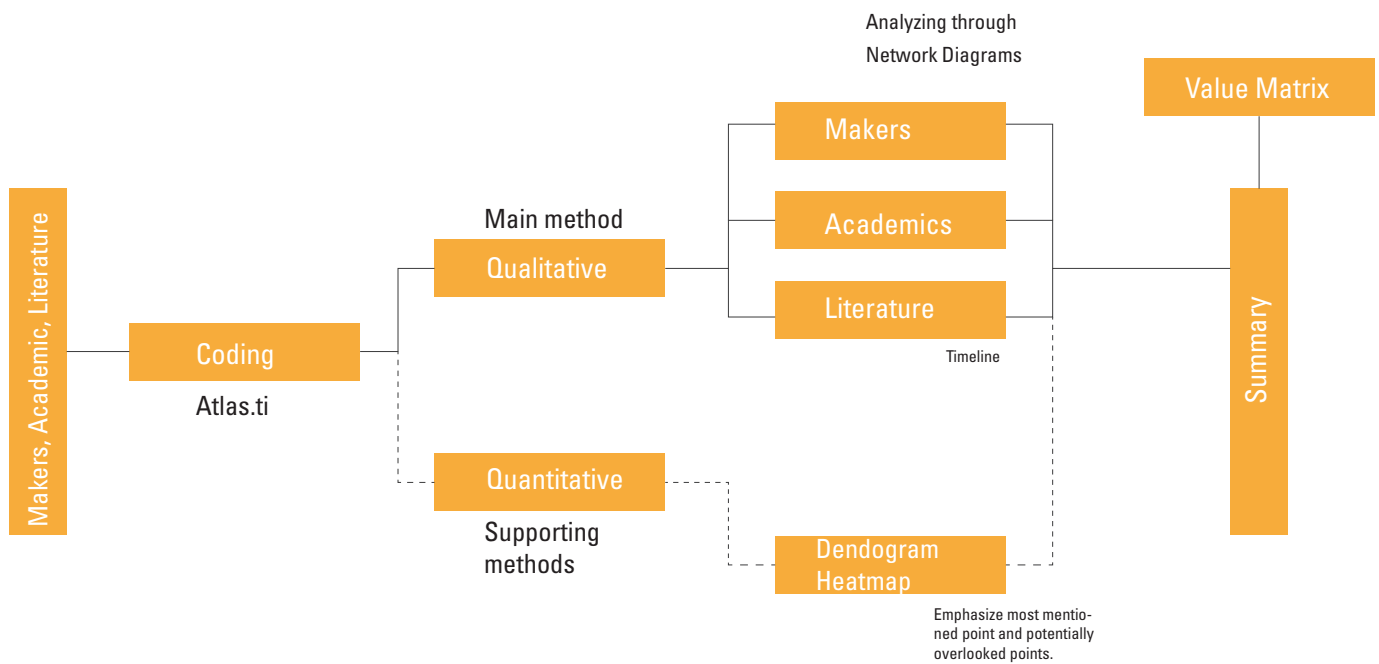 Makers, Academic, Literature
Coding
Atlas.ti
Main method
Qualitative
Quantitative
Supporting
methods
Analyzing through
Network Diagrams
Makers
Academics
Literature
Timeline
Dendogram
Heatmap
Emphasize most mentio-
ned point and potentially
overlooked points.
Value Matrix
Summary